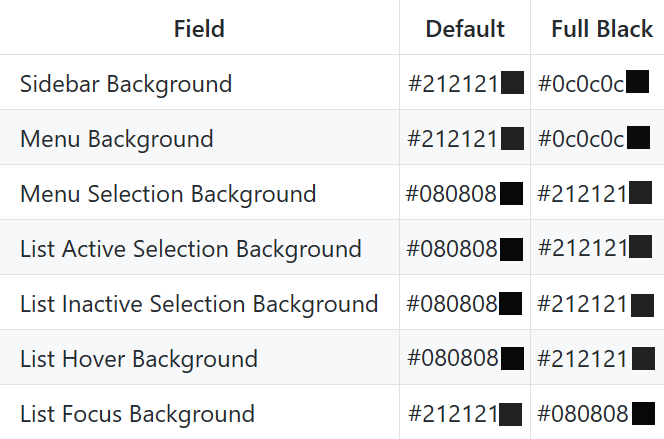 Field Default Full Black
Sidebar Background #212121 #0c0c0c
Menu Background #212121 #0c0c0c
Menu Selection Background #080808 #212121
List Active Selection Background #080808 #212121
List Inactive Selection Background #080808 #212121
List Hover Background #080808 #212121
List Focus Background #212121 #080808